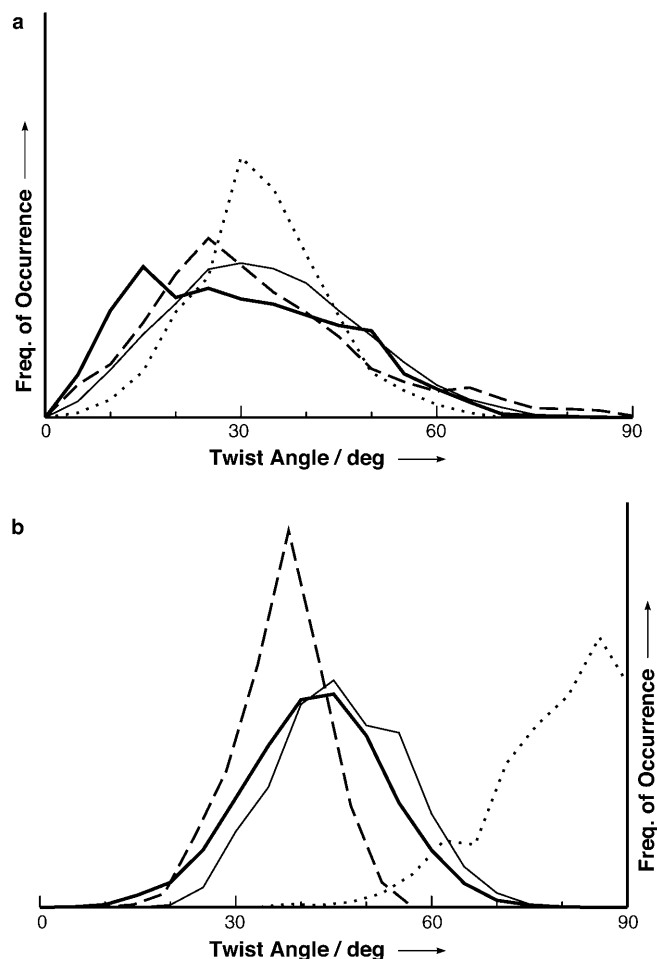 a
Freq. of Occurrence
0 30 60 90
Twist Angle / deg
b
Freq. of Occurrence
0 30 60 90
Twist Angle / deg